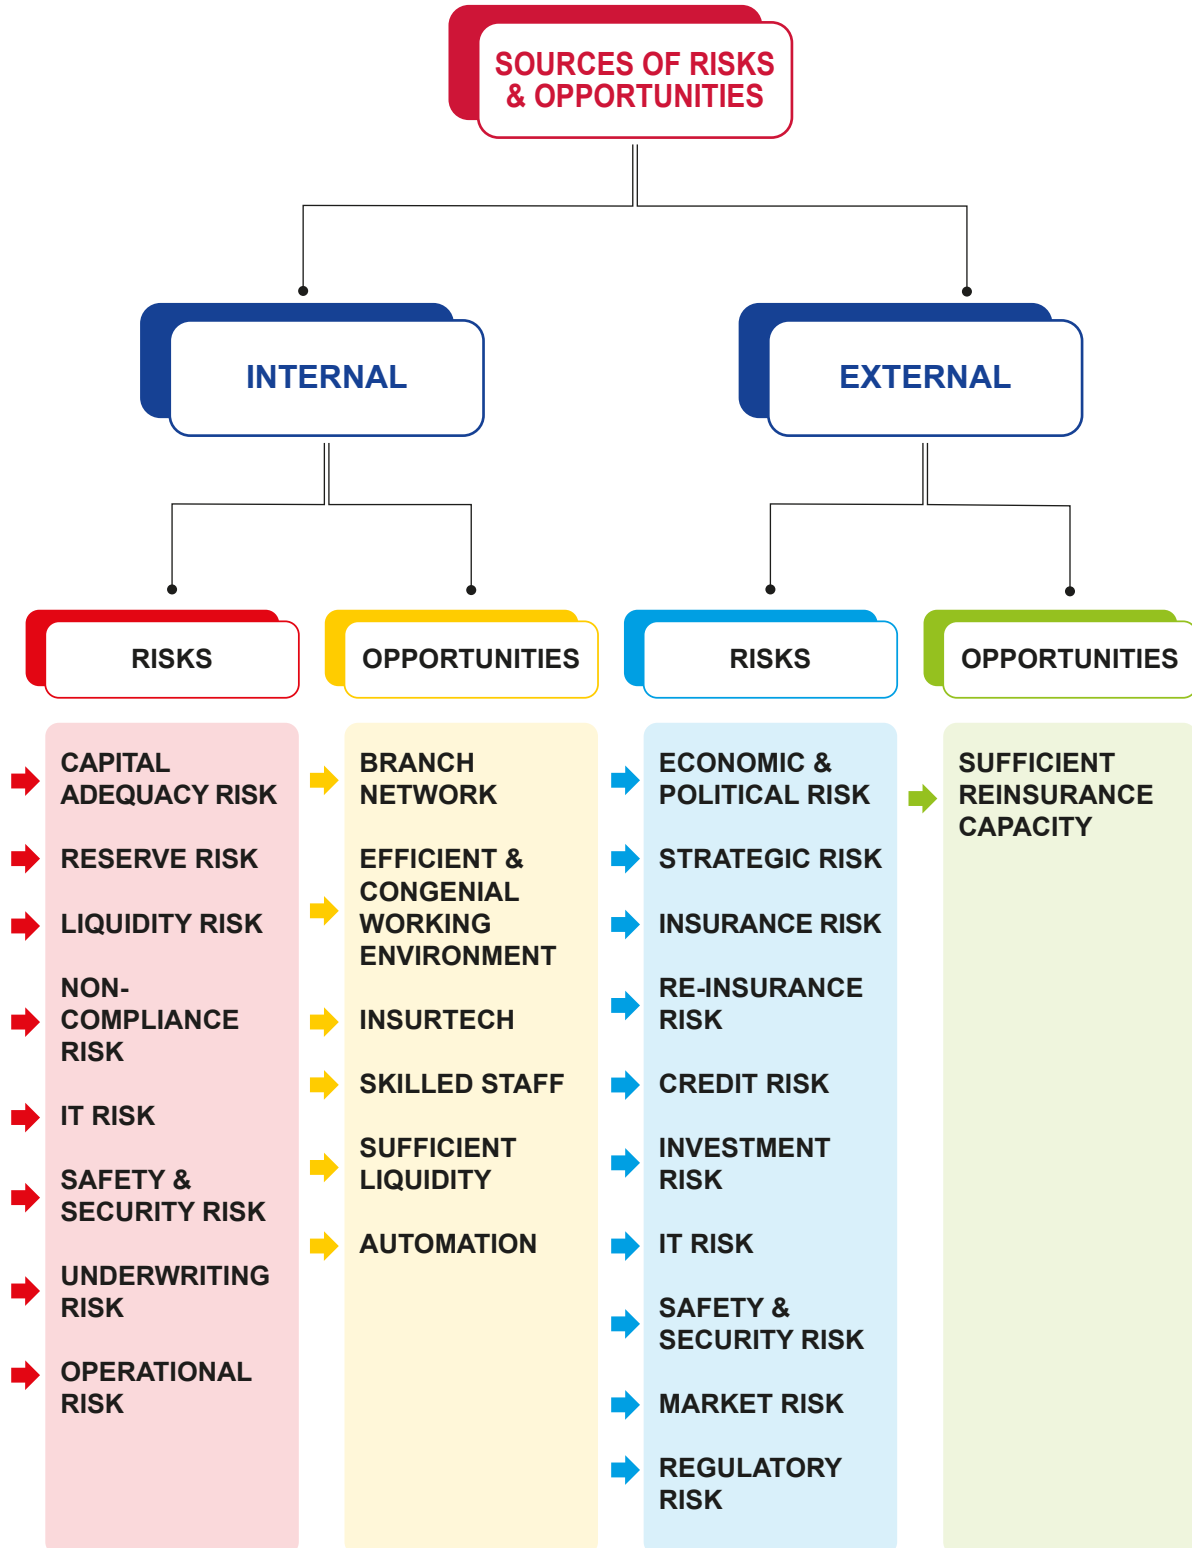 SOURCES OF RISKS
& OPPORTUNITIES
INTERNAL
EXTERNAL
RISKS
CAPITAL
ADEQUACY RISK
RESERVE RISK
LIQUIDITY RISK
NON-
COMPLIANCE
RISK
IT RISK
SAFETY &
SECURITY RISK
UNDERWRITING
RISK
OPERATIONAL
RISK
OPPORTUNITIES
BRANCH
NETWORK
EFFICIENT &
CONGENIAL
WORKING
ENVIRONMENT
INSURTECH
SKILLED STAFF
SUFFICIENT
LIQUIDITY
AUTOMATION
RISKS
ECONOMIC &
POLITICAL RISK
STRATEGIC RISK
INSURANCE RISK
RE-INSURANCE
RISK
CREDIT RISK
INVESTMENT
RISK
IT RISK
SAFETY &
SECURITY RISK
MARKET RISK
REGULATORY
RISK
OPPORTUNITIES
SUFFICIENT
REINSURANCE
CAPACITY